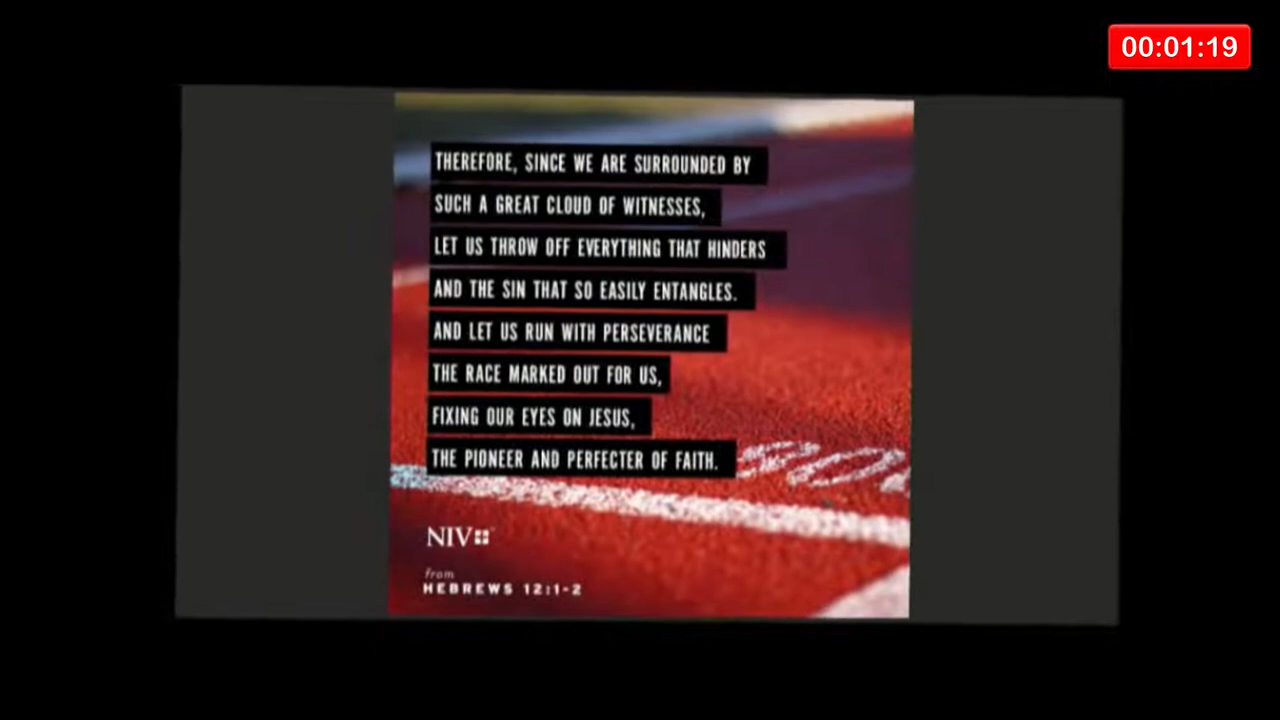 00:01:19
THEREFORE, SINCE WE ARE SURROUNDED BY
SUCH A GREAT CLOUD OF WITNESSES,
LET US THROW OFF EVERYTHING THAT HINDERS
AND THE SIN THAT SO EASILY ENTANGLES.
AND LET US RUN WITH PERSEVERANCE
THE RACE MARKED OUT FOR US,
FIXING OUR EYES ON JESUS,
THE PIONEER AND PERFECTER OF FAITH.
NIV
from
HEBREWS 12:1-2